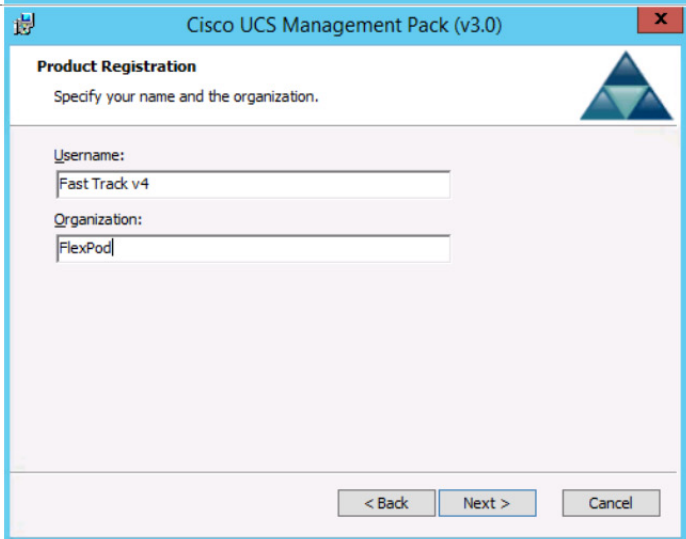 Cisco UCS Management Pack (v3.0)
x
Product Registration
Specify your name and the organization.
Username:
Fast Track v4
Organization:
FlexPod
< Back Next > Cancel